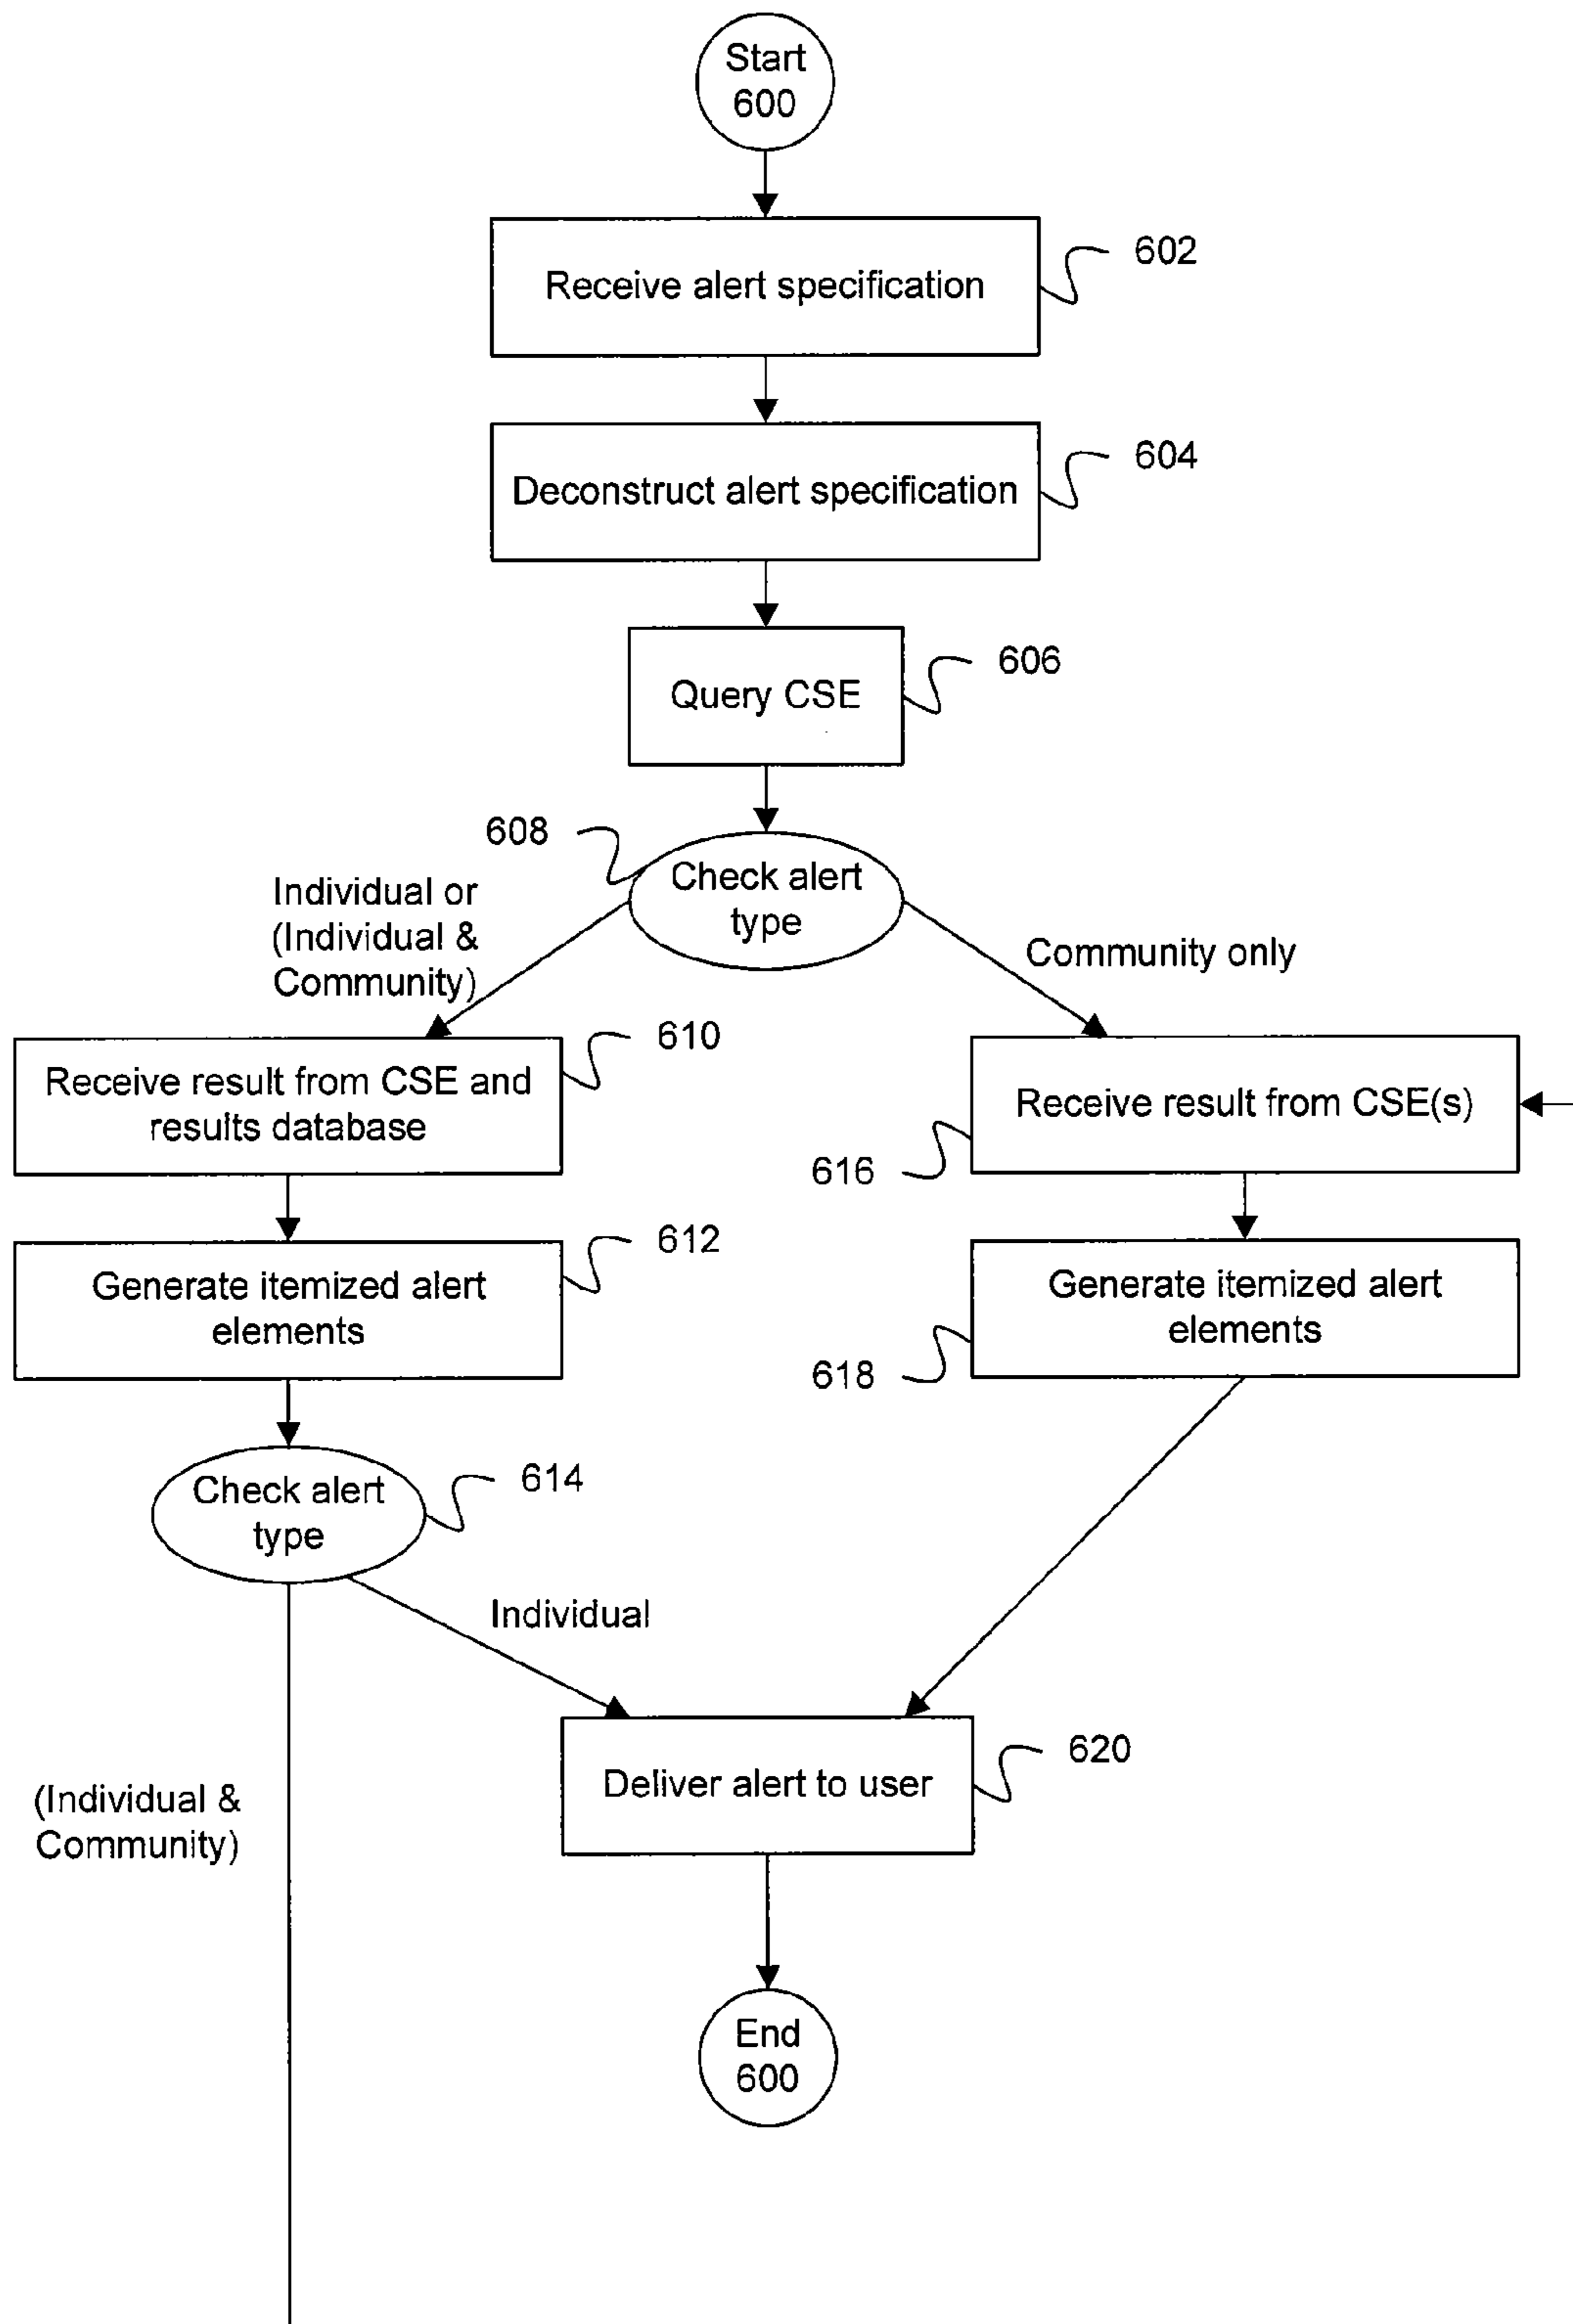 Start
600
Receive alert specification
602
Deconstruct alert specification
604
Query CSE
606
608
Check alert
type
Individual or
(Individual &
Community)
Community only
Receive result from CSE and
results database
610
Receive result from CSE(s)
616
Generate itemized alert
elements
612
Generate itemized alert
elements
618
Check alert
type
614
Individual
(Individual &
Community)
Deliver alert to user
620
End
600